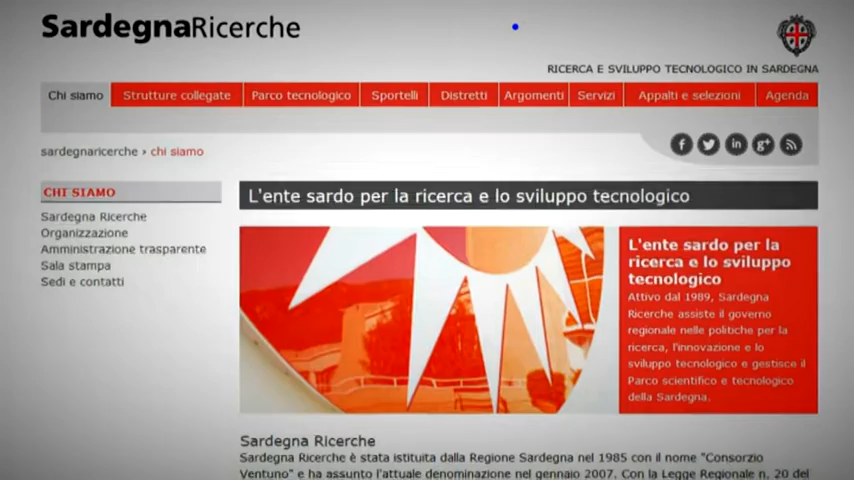 SardegnaRicerche
RICERCA E SVILUPPO TECNOLOGICO IN SARDEGNA
Chi siamo Strutture collegate Parco tecnologico Sportelli Distretti Argomenti Servizi Appalti e selezioni Agenda
sardegnaricerche › chi siamo
CHI SIAMO
Sardegna Ricerche
Organizzazione
Amministrazione trasparente
Sala stampa
Sedi e contatti
L'ente sardo per la ricerca e lo sviluppo tecnologico
L'ente sardo per la
ricerca e lo sviluppo
tecnologico
Attivo dal 1989, Sardegna
Ricerche assiste il governo
regionale nelle politiche per la
ricerca, l'innovazione e lo
sviluppo tecnologico e gestisce il
Parco scientifico e tecnologico
della Sardegna.
Sardegna Ricerche
Sardegna Ricerche è stata istituita dalla Regione Sardegna nel 1985 con il nome "Consorzio
Ventuno" e ha assunto l'attuale denominazione nel gennaio 2007. Con la Legge Regionale n. 20 del